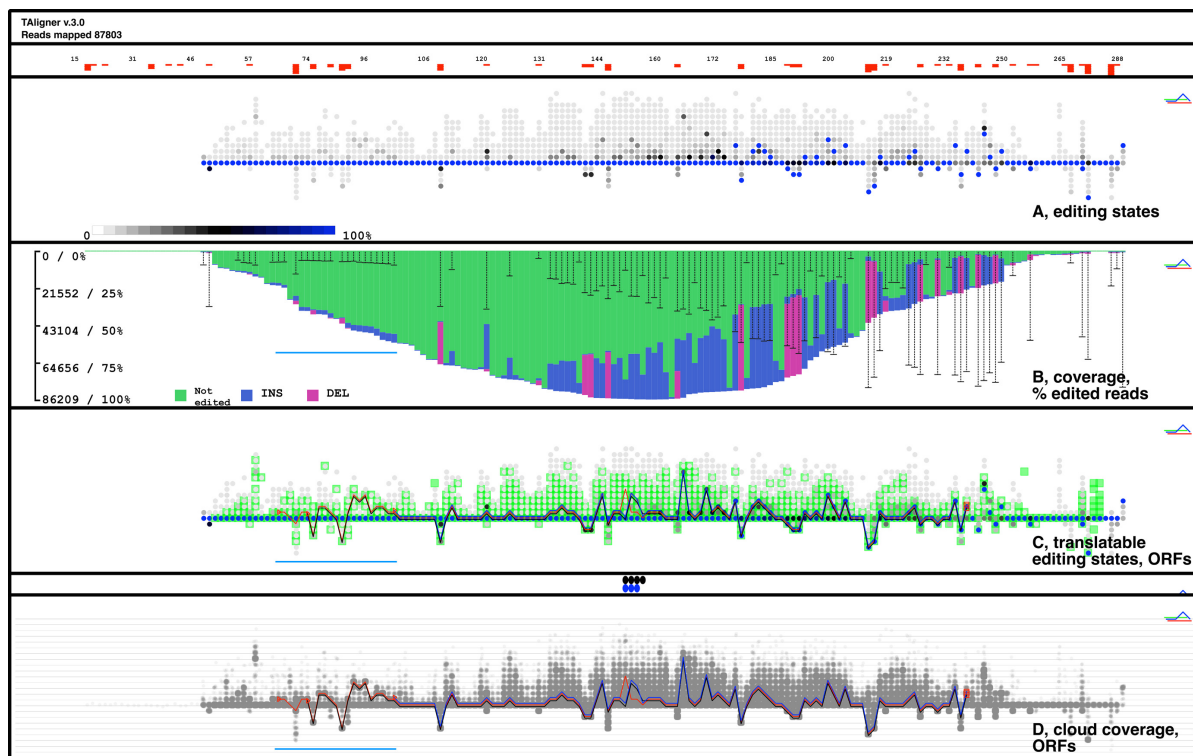 TAligner v.3.0
Reads mapped 87803
15 31 46 57 74 96 106 121 131 144 160 172 186 200 219 232 250 265 288
A, editing states
0 100%
0 / 0%
21552 / 25%
43104 / 50%
64656 / 75%
B, coverage,
% edited reads
Not
edited
INS
DEL
86209 / 100%
C, translatable
editing states, ORFs
D, cloud coverage,
ORFs